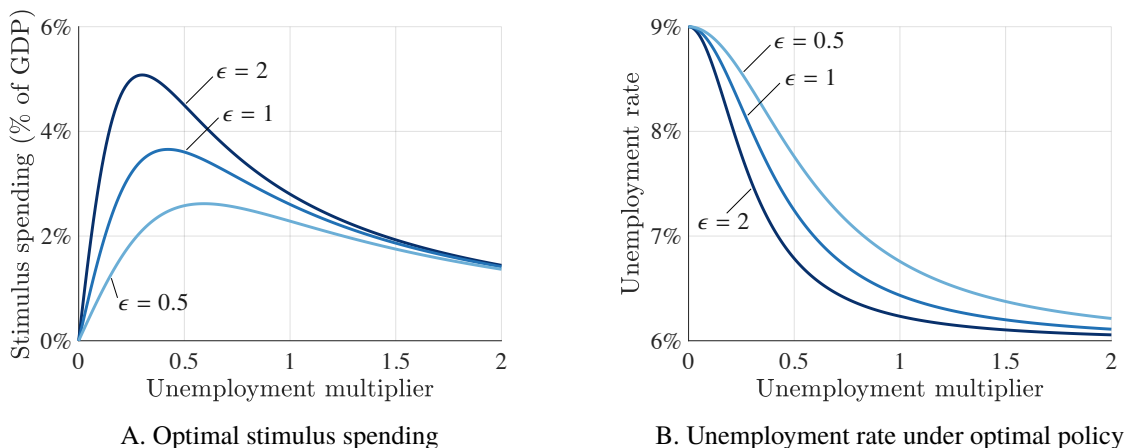 6%
4%
2%
0%
Stimulus spending (% of GDP)
ϵ = 2
ϵ = 1
ϵ = 0.5
0 0.5 1 1.5 2
Unemployment multiplier
A. Optimal stimulus spending
9%
8%
7%
6%
Unemployment rate
ϵ = 0.5
ϵ = 1
ϵ = 2
0 0.5 1 1.5 2
Unemployment multiplier
B. Unemployment rate under optimal policy